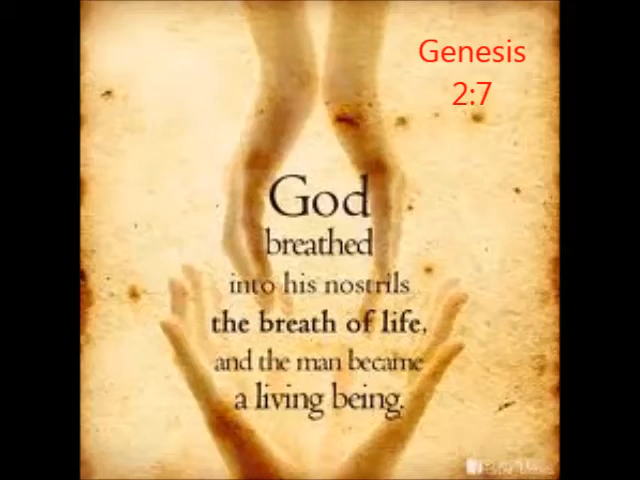 Genesis
2:7
God
breathed
into his nostrils
the breath of life,
and the man became
a living being.